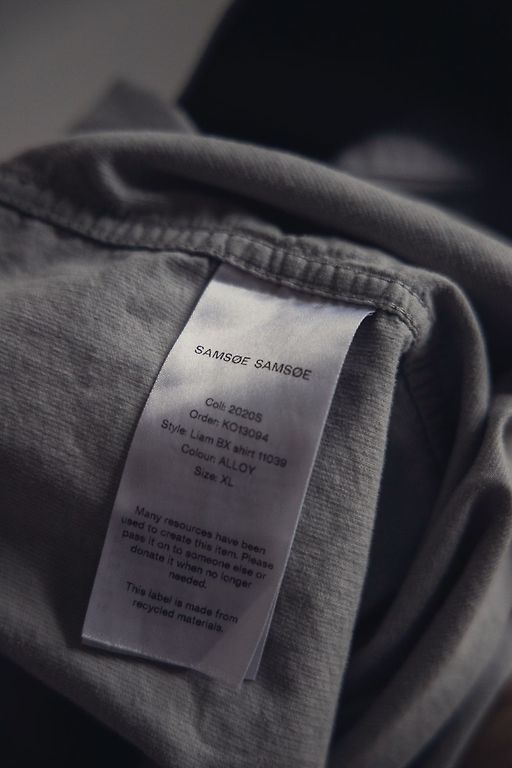 SAMSØE SAMSØE
Coll: 2020S
Order: KO13094
Style: Liam BX shirt 11039
Colour: ALLOY
Size: XL
Many resources have been
used to create this item. Please
pass it on to someone else or
donate it when no longer
needed.
This label is made from
recycled materials.